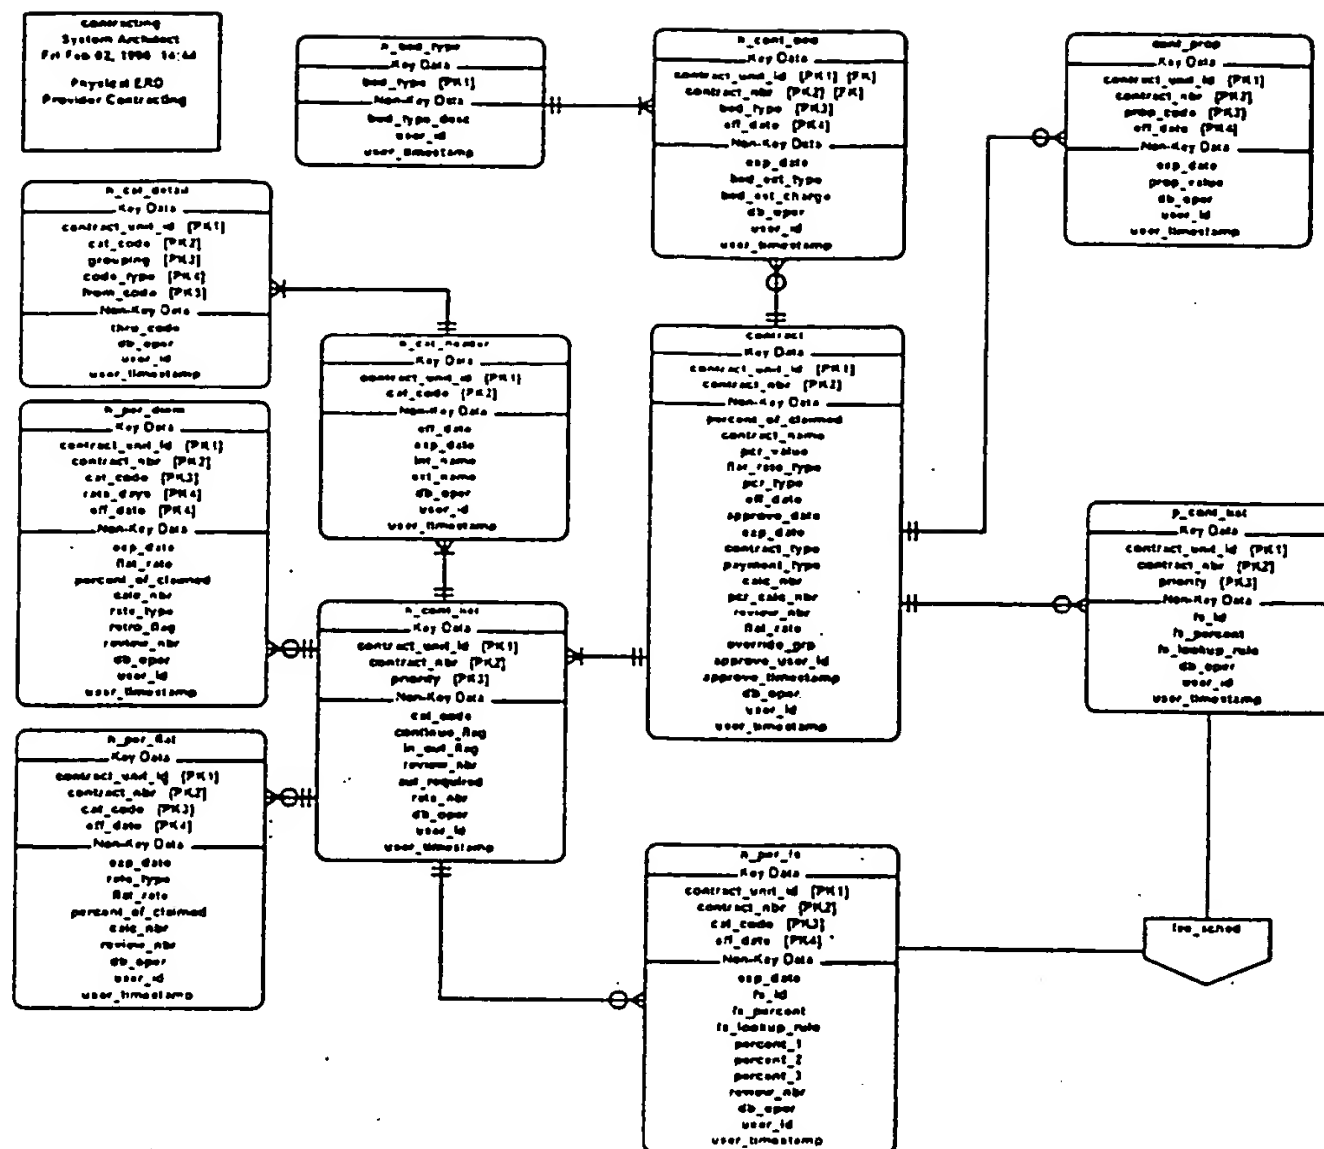 contracting
System Architect
Fri Feb 02, 1996 14:44
Physical ERD
Provider Contracting
h_bed_type
Key Data
bed_type [PK1]
Non-Key Data
bed_type_desc
user_id
user_timestamp
h_cont_bed
Key Data
contract_unit_id [PK1] [FK]
contract_nbr [PK2] [FK]
bed_type [PK3]
eff_date [PK4]
Non-Key Data
exp_date
bed_ext_type
bed_ext_charge
db_oper
user_id
user_timestamp
cont_prop
Key Data
contract_unit_id [PK1]
contract_nbr [PK2]
prop_code [PK3]
eff_date [PK4]
Non-Key Data
exp_date
prop_value
db_oper
user_id
user_timestamp
h_cat_detail
Key Data
contract_unit_id [PK1]
cat_code [PK2]
grouping [PK3]
code_type [PK4]
from_code [PK5]
Non-Key Data
thru_code
db_oper
user_id
user_timestamp
h_cat_header
Key Data
contract_unit_id [PK1]
cat_code [PK2]
Non-Key Data
eff_date
exp_date
int_name
ext_name
db_oper
user_id
user_timestamp
contract
Key Data
contract_unit_id [PK1]
contract_nbr [PK2]
Non-Key Data
percent_of_claimed
contract_name
pcr_value
flat_rate_type
pcr_type
eff_date
approve_date
exp_date
contract_type
payment_type
calc_nbr
pcr_calc_nbr
review_nbr
flat_rate
override_grp
approve_user_id
approve_timestamp
db_oper
user_id
user_timestamp
h_per_diem
Key Data
contract_unit_id [PK1]
contract_nbr [PK2]
cat_code [PK3]
rate_days [PK4]
eff_date [PK4]
Non-Key Data
exp_date
flat_rate
percent_of_claimed
calc_nbr
rate_type
retro_flag
review_nbr
db_oper
user_id
user_timestamp
p_cont_list
Key Data
contract_unit_id [PK1]
contract_nbr [PK2]
priority [PK3]
Non-Key Data
fs_id
fs_percent
fs_lookup_rule
db_oper
user_id
user_timestamp
h_cont_list
Key Data
contract_unit_id [PK1]
contract_nbr [PK2]
priority [PK3]
Non-Key Data
cat_code
continue_flag
in_out_flag
review_nbr
aut_required
rate_nbr
db_oper
user_id
user_timestamp
h_per_flat
Key Data
contract_unit_id [PK1]
contract_nbr [PK2]
cat_code [PK3]
eff_date [PK4]
Non-Key Data
exp_date
rate_type
flat_rate
percent_of_claimed
calc_nbr
review_nbr
db_oper
user_id
user_timestamp
h_per_fs
Key Data
contract_unit_id [PK1]
contract_nbr [PK2]
cat_code [PK3]
eff_date [PK4]
Non-Key Data
exp_date
fs_id
fs_percent
fs_lookup_rule
percent_1
percent_2
percent_3
review_nbr
db_oper
user_id
user_timestamp
fee_sched